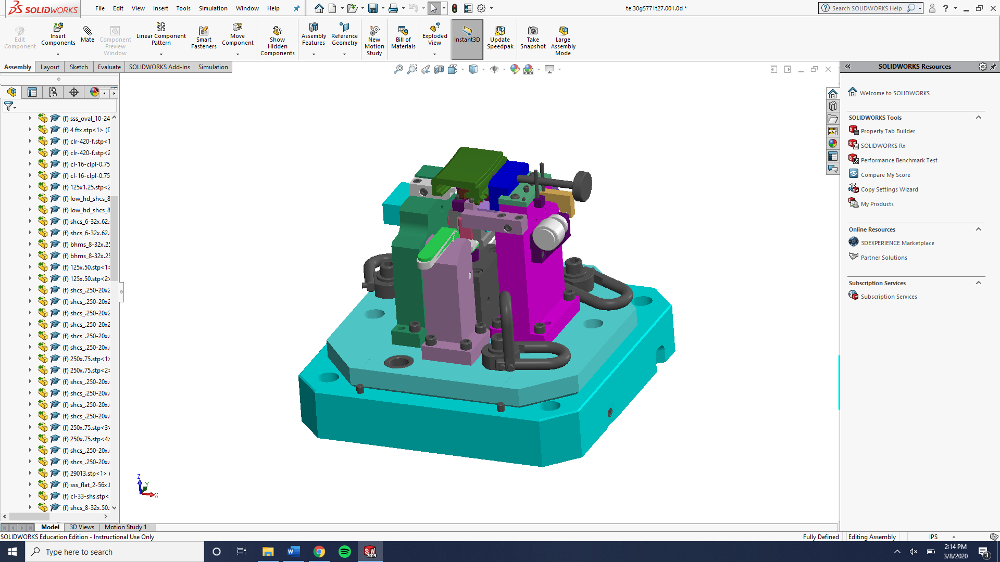 SOLIDWORKS
File Edit View Insert Tools Simulation Window Help
te.30g5771t27.001.0d *
Search SOLIDWORKS Help
Edit Component
Insert Components
Mate
Component Preview Window
Linear Component Pattern
Smart Fasteners
Move Component
Show Hidden Components
Assembly Features
Reference Geometry
New Motion Study
Bill of Materials
Exploded View
Instant3D
Update Speedpak
Take Snapshot
Large Assembly Mode
Assembly Layout Sketch Evaluate SOLIDWORKS Add-Ins Simulation
(f) sss_oval_10-24
(f) 4 ftx.stp<1> (D
(f) clr-420-f.stp<1
(f) clr-420-f.stp<2
(f) cl-16-clpl-0.75
(f) cl-16-clpl-0.75
(f) 125x1.25.stp<2
(f) low_hd_shcs_8
(f) low_hd_shcs_8
(f) shcs_6-32x.62.
(f) shcs_6-32x.62.
(f) bhms_8-32x.25
(f) bhms_8-32x.25
(f) 125x.50.stp<1>
(f) 125x.50.stp<2>
(f) shcs_.250-20x2
(f) shcs_.250-20x2
(f) shcs_.250-20x2
(f) shcs_.250-20x2
(f) shcs_.250-20x.
(f) shcs_.250-20x.
(f) 250x.75.stp<1>
(f) 250x.75.stp<2>
(f) shcs_.250-20x.
(f) shcs_.250-20x.
(f) shcs_.250-20x.
(f) shcs_.250-20x.
(f) 250x.75.stp<3>
(f) 250x.75.stp<4>
(f) shcs_.250-20x.
(f) shcs_.250-20x.
(f) 29013.stp<1> (
(f) sss_flat_2-56x.
(f) cl-33-shs.stp<
(f) shcs_8-32x.50.
Z
Y
X
SOLIDWORKS Resources
Welcome to SOLIDWORKS
SOLIDWORKS Tools
Property Tab Builder
SOLIDWORKS Rx
Performance Benchmark Test
Compare My Score
Copy Settings Wizard
My Products
Online Resources
3DEXPERIENCE Marketplace
Partner Solutions
Subscription Services
Subscription Services
Model 3D Views Motion Study 1
SOLIDWORKS Education Edition - Instructional Use Only
Fully Defined Editing Assembly IPS
Type here to search
SW 2019
2:14 PM
3/8/2020
3